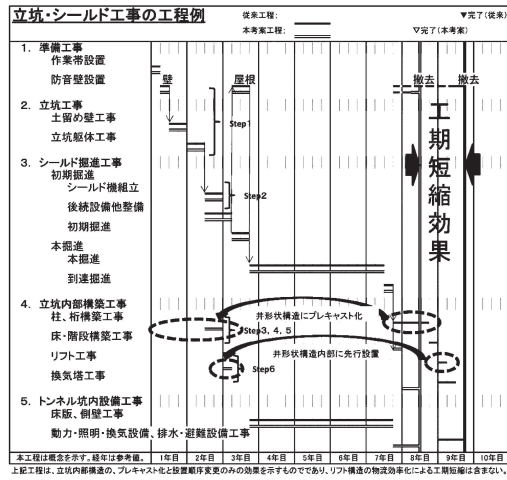 立坑・シールド工事の工程例
従来工程:
本考案工程:
▼完了(従来)
▽完了(本考案)
1. 準備工事
作業帯設置
防音壁設置
壁
屋根
撤去
撤去
2. 立坑工事
土留め壁工事
立坑躯体工事
Step1
3. シールド掘進工事
初期掘進
シールド機組立
後続設備他整備
Step2
初期掘進
本掘進
本掘進
到達掘進
工期短縮効果
4. 立坑内部構築工事
柱、桁構築工事
井形状構造にプレキャスト化
床・階段構築工事
Step3, 4, 5
リフト工事
井形状構造内部に先行設置
換気塔工事
Step6
5. トンネル坑内設備工事
床版、側壁工事
動力・照明・換気設備、排水・避難設備工事
本工程は概念を示す。経年は参考値。
1年目 2年目 3年目 4年目 5年目 6年目 7年目 8年目 9年目 10年目
上記工程は、立坑内部構造の、プレキャスト化と設置順序変更のみの効果を示すものでであり、リフト構造の物流効率化による工期短縮は含まない。